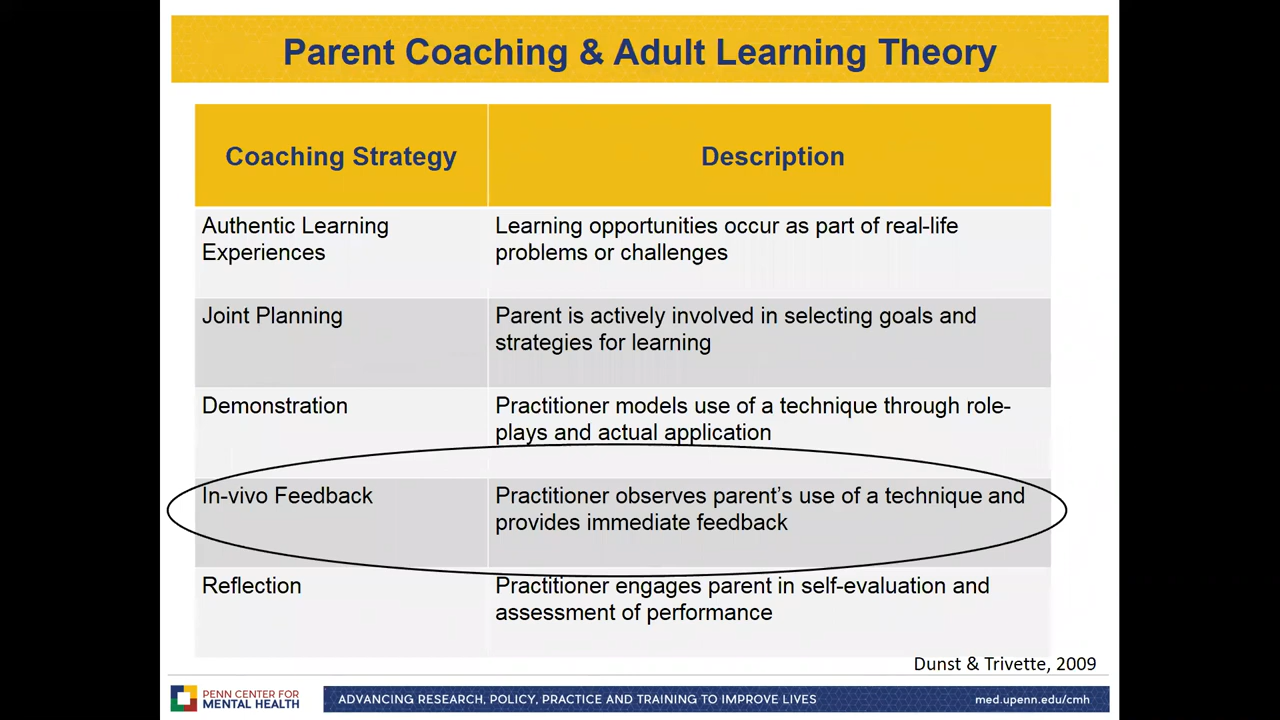 Parent Coaching & Adult Learning Theory
Coaching Strategy
Description
Authentic Learning
Experiences
Learning opportunities occur as part of real-life
problems or challenges
Joint Planning
Parent is actively involved in selecting goals and
strategies for learning
Demonstration
Practitioner models use of a technique through role-
plays and actual application
In-vivo Feedback
Practitioner observes parent’s use of a technique and
provides immediate feedback
Reflection
Practitioner engages parent in self-evaluation and
assessment of performance
Dunst & Trivette, 2009
PENN CENTER FOR
MENTAL HEALTH
ADVANCING RESEARCH, POLICY, PRACTICE AND TRAINING TO IMPROVE LIVES
med.upenn.edu/cmh